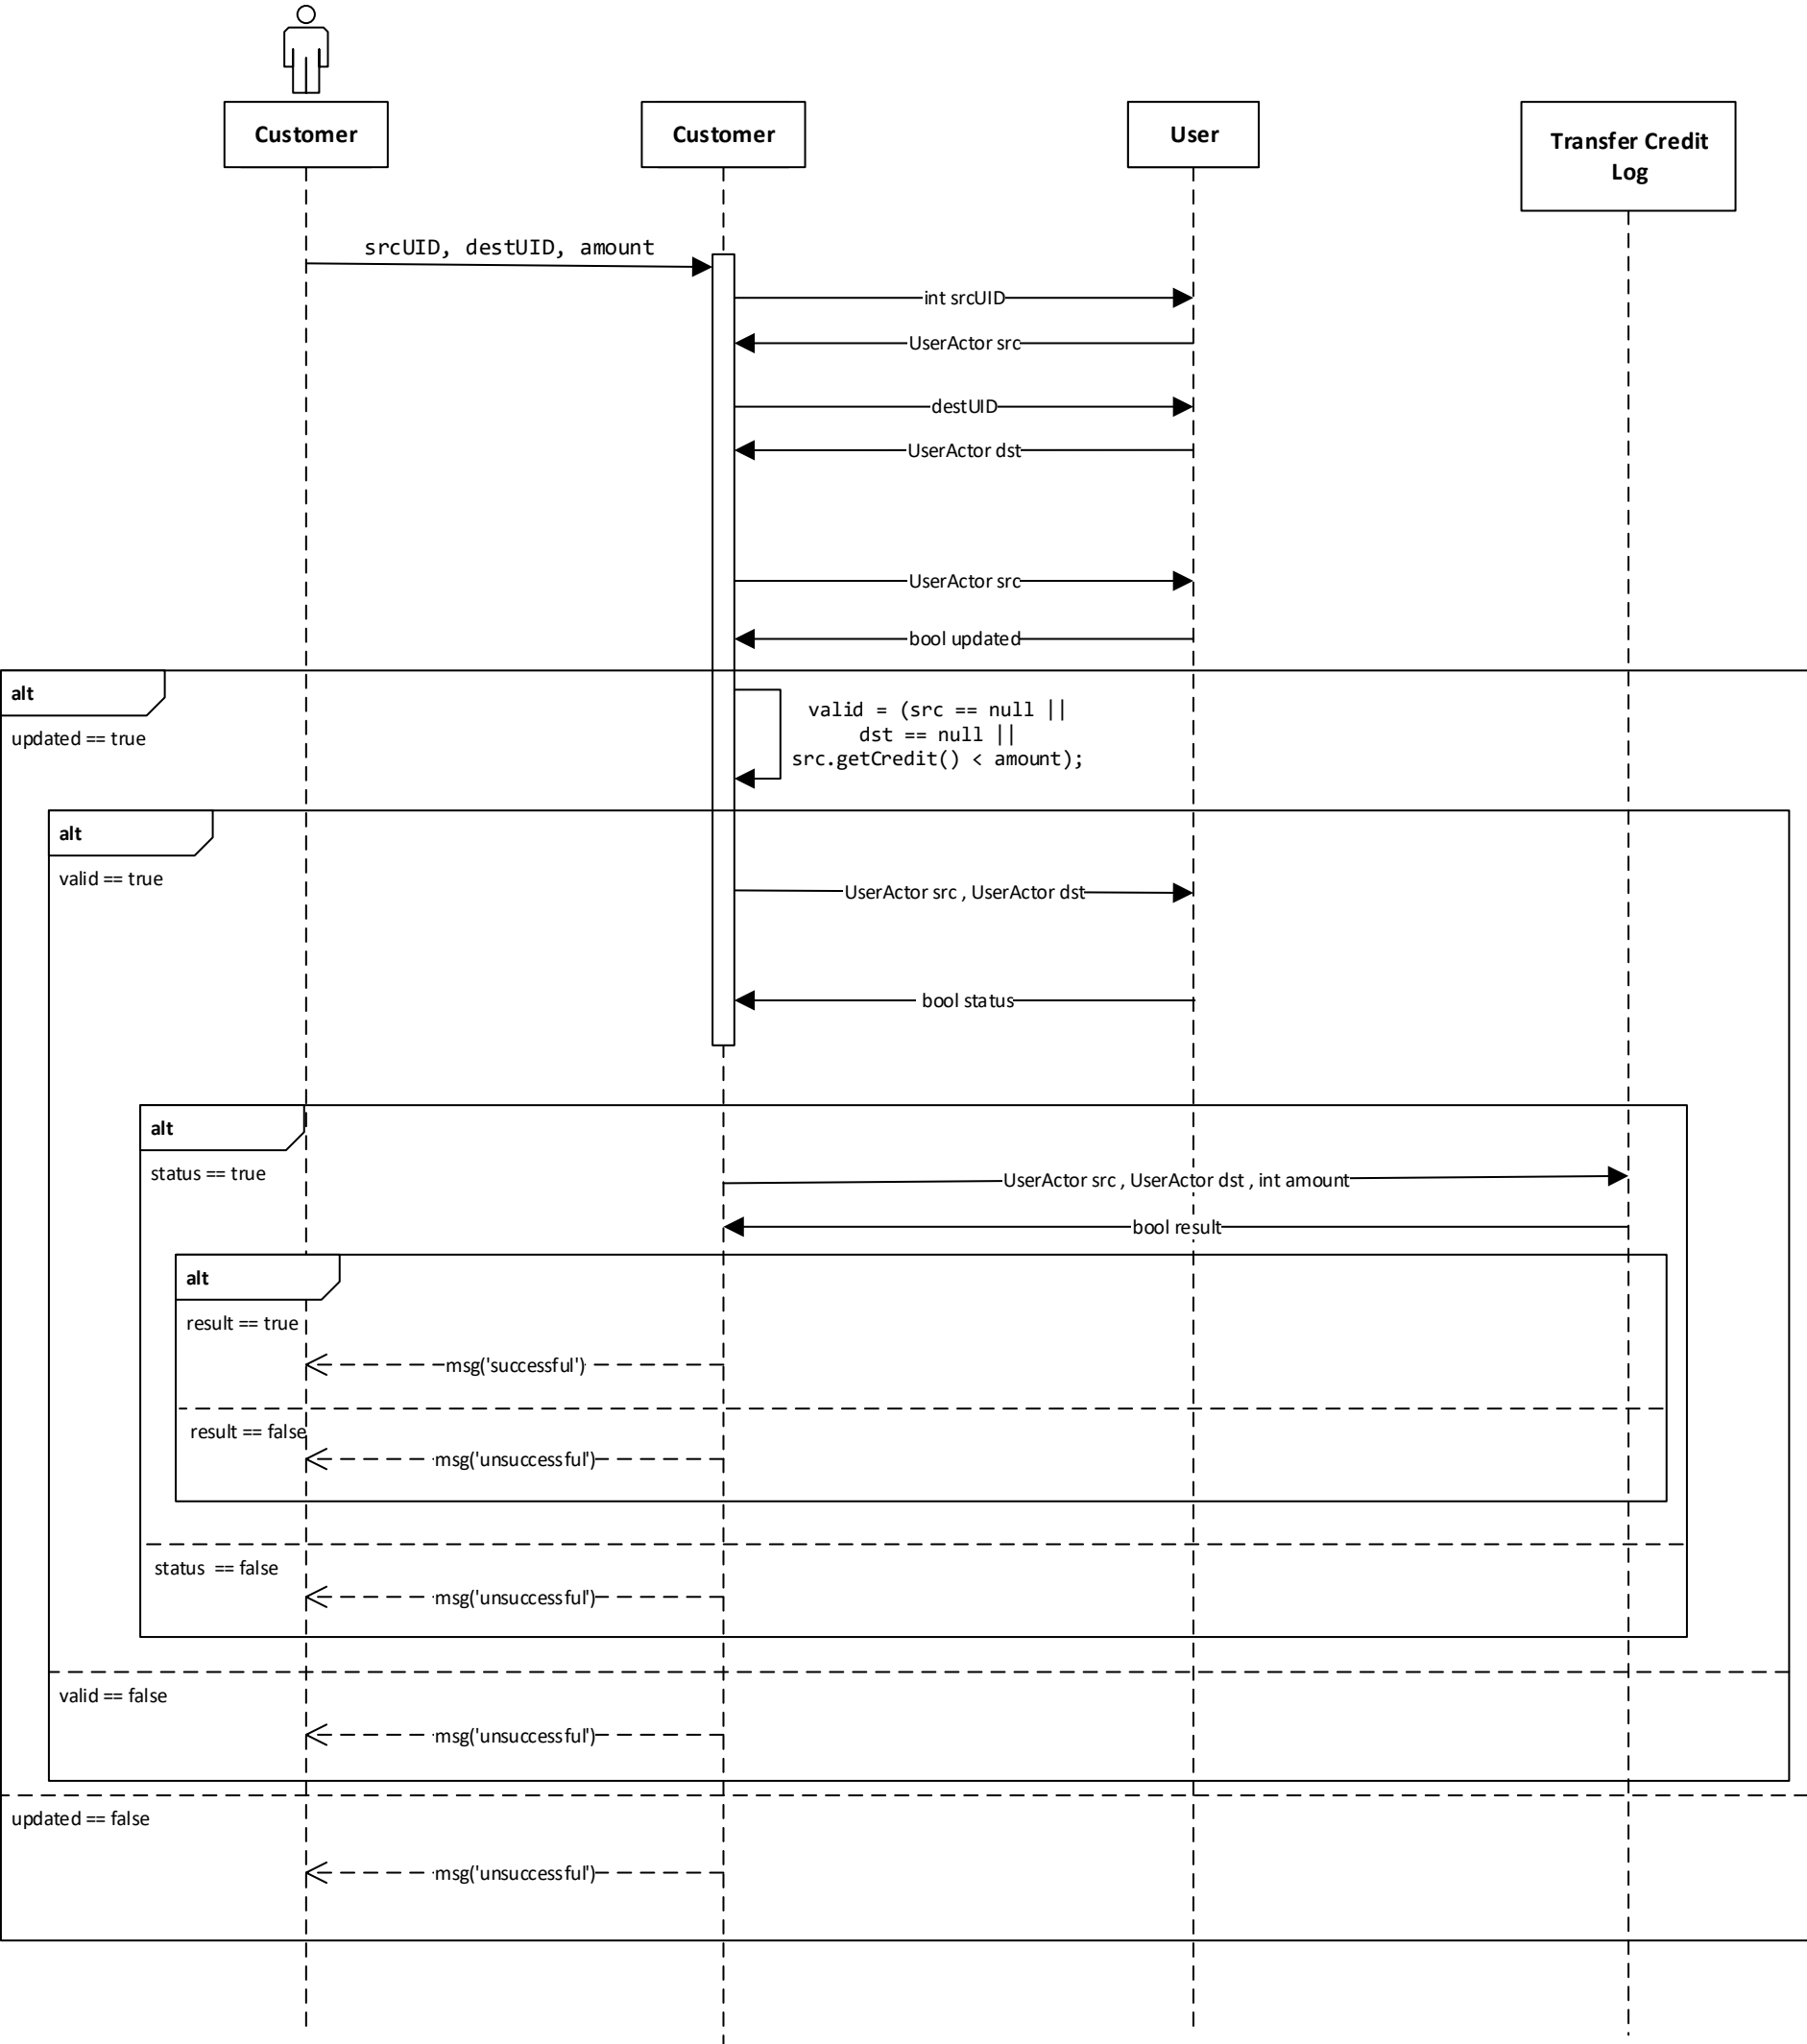 Customer
Customer
User
Transfer Credit
Log
srcUID, destUID, amount
int srcUID
UserActor src
destUID
UserActor dst
UserActor src
bool updated
alt
updated == true
valid = (src == null ||
dst == null ||
src.getCredit() < amount);
alt
valid == true
UserActor src , UserActor dst
bool status
alt
status == true
UserActor src , UserActor dst , int amount
bool result
alt
result == true
msg('successful')
result == false
msg('unsuccessful')
status == false
msg('unsuccessful')
valid == false
msg('unsuccessful')
updated == false
msg('unsuccessful')